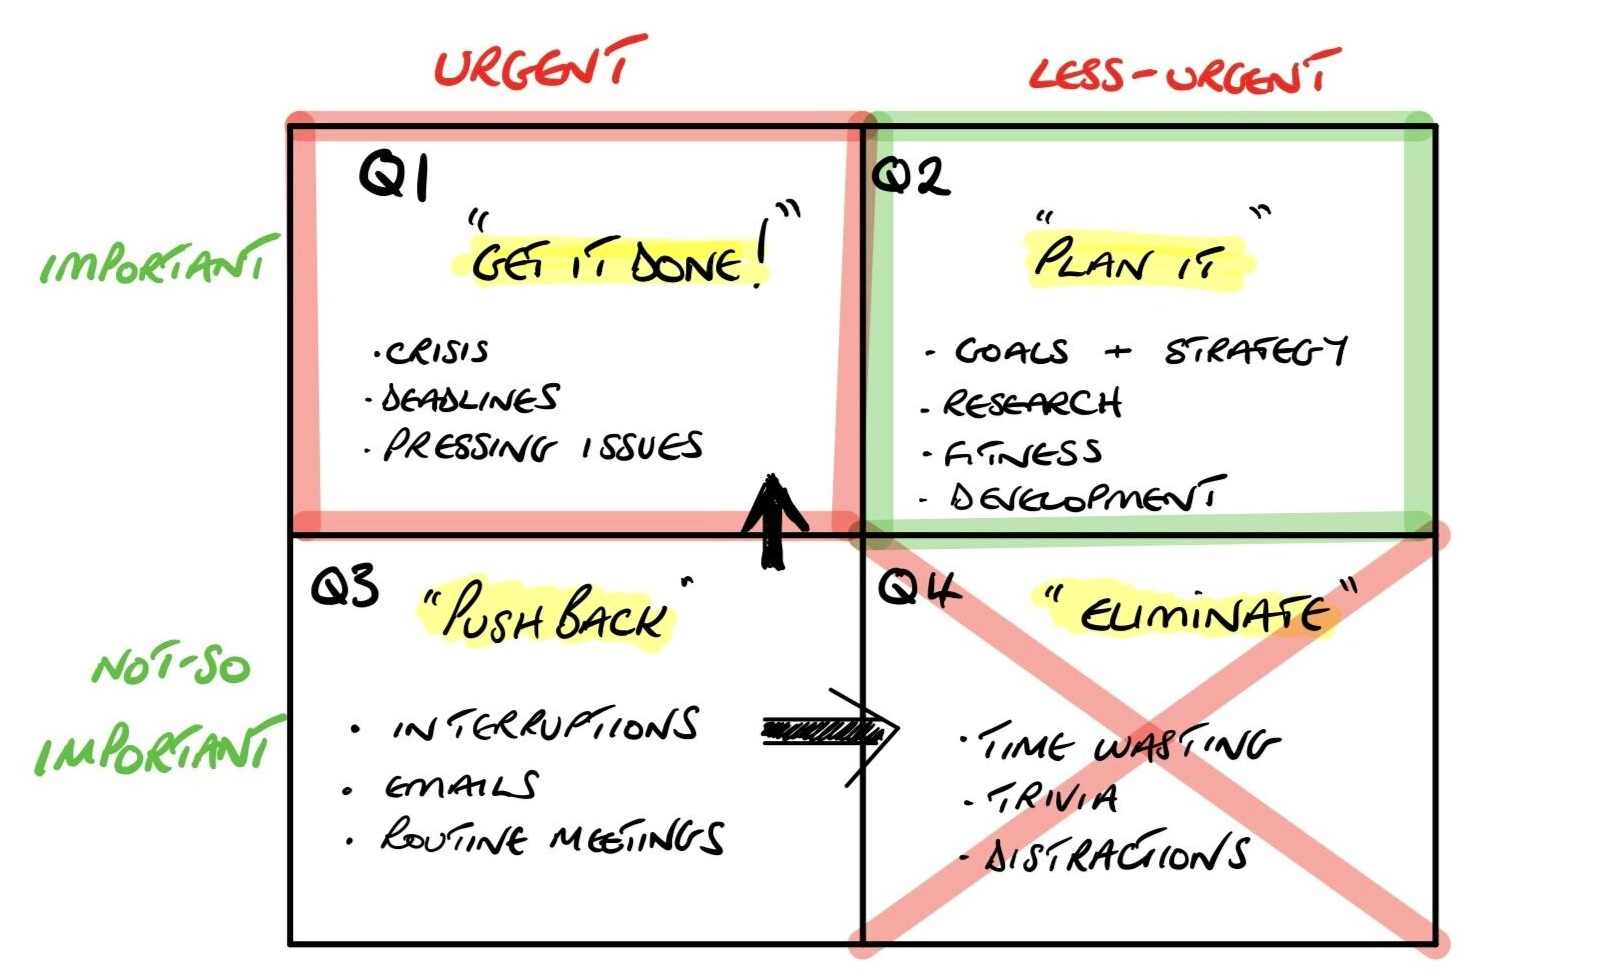 URGENT
LESS-URGENT
IMPORTANT
Q1
"GET IT DONE!"
• CRISIS
• DEADLINES
• PRESSING ISSUES
Q2
"PLAN IT"
- GOALS + STRATEGY
- RESEARCH
- FITNESS
- DEVELOPMENT
NOT-SO
IMPORTANT
Q3
"PUSH BACK"
• INTERRUPTIONS
• EMAILS
• ROUTINE MEETINGS
Q4
"ELIMINATE"
• TIME WASTING
- TRIVIA
- DISTRACTIONS